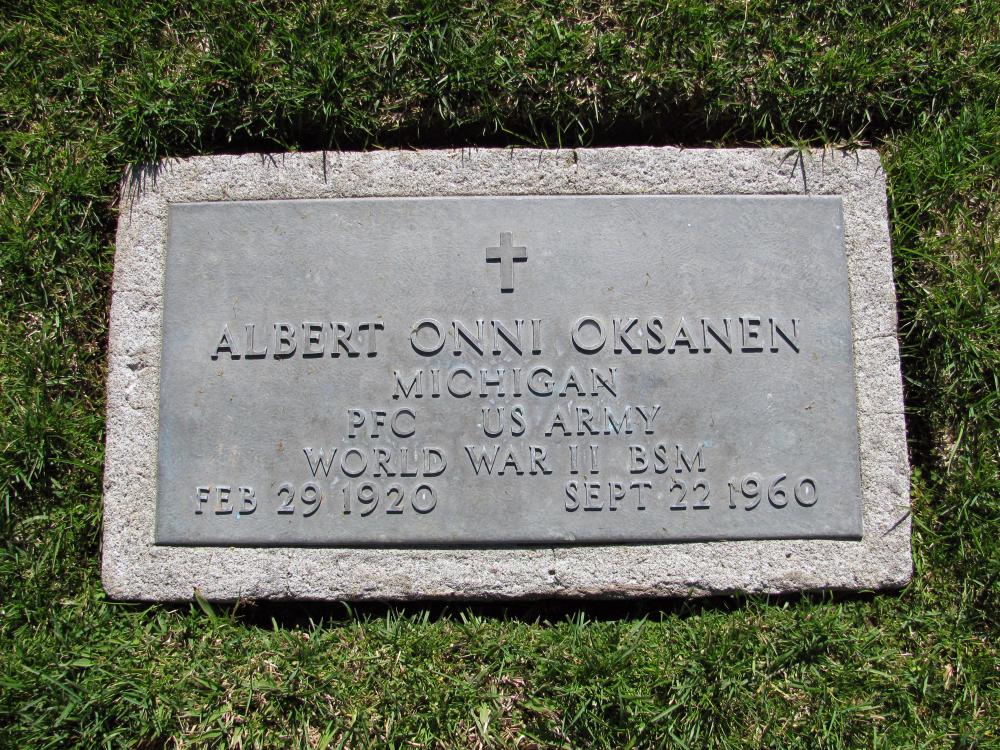 ALBERT ONNI OKSANEN
MICHIGAN
PFC US ARMY
WORLD WAR II BSM
FEB 29 1920 SEPT 22 1960